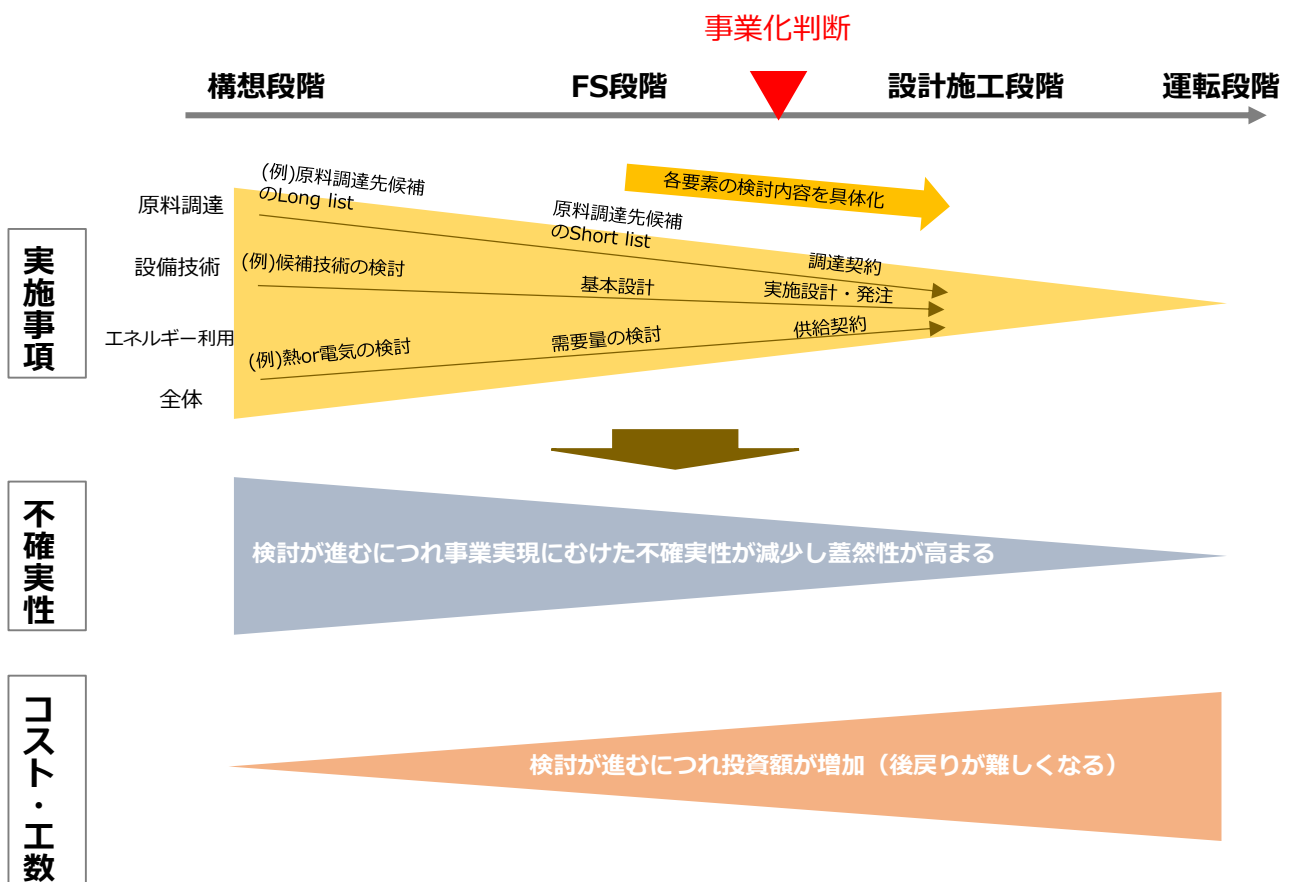 事業化判断
構想段階
FS段階
設計施工段階
運転段階
実施事項
原料調達
設備技術
エネルギー利用
全体
(例)原料調達先候補
のLong list
原料調達先候補
のShort list
調達契約
各要素の検討内容を具体化
(例)候補技術の検討
基本設計
実施設計・発注
(例)熱or電気の検討
需要量の検討
供給契約
不確実性
検討が進むにつれ事業実現にむけた不確実性が減少し蓋然性が高まる
コスト・工数
検討が進むにつれ投資額が増加（後戻りが難しくなる）